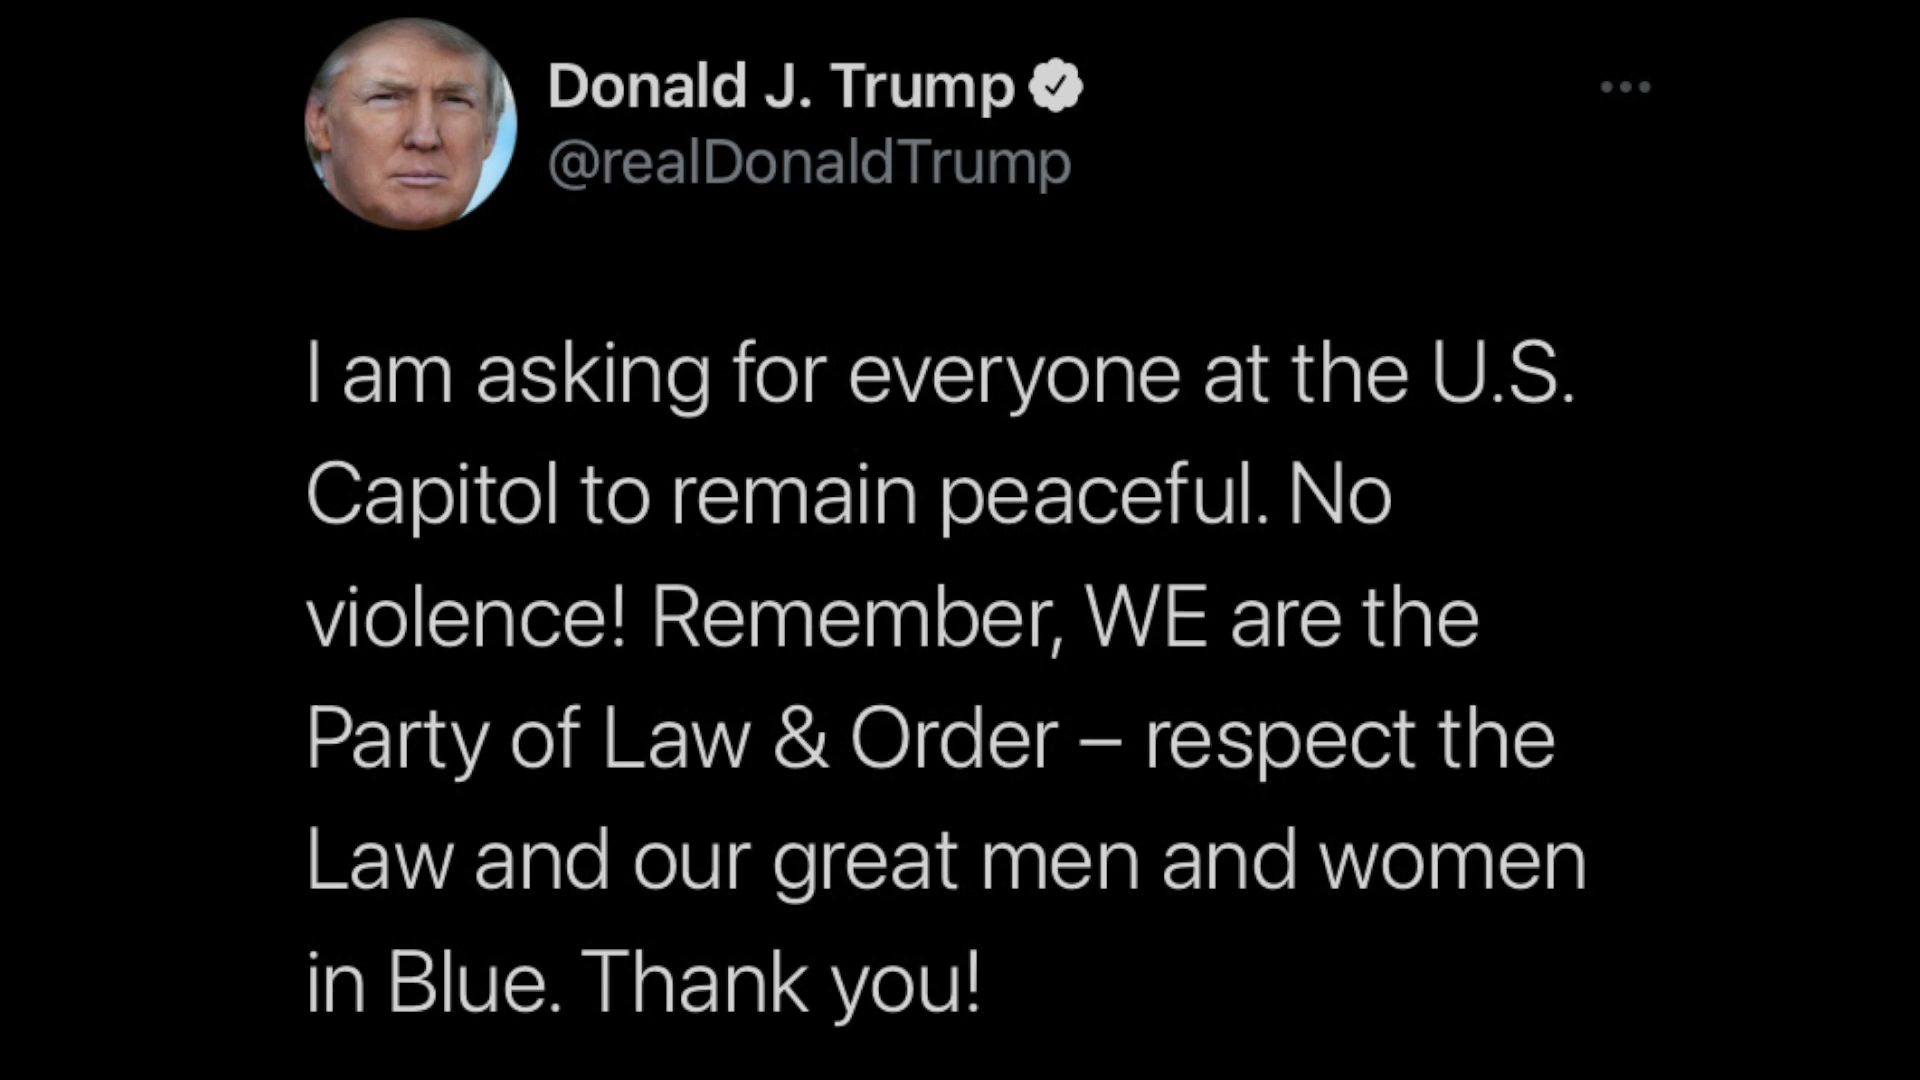 Donald J. Trump
@realDonaldTrump
I am asking for everyone at the U.S.
Capitol to remain peaceful. No
violence! Remember, WE are the
Party of Law & Order – respect the
Law and our great men and women
in Blue. Thank you!